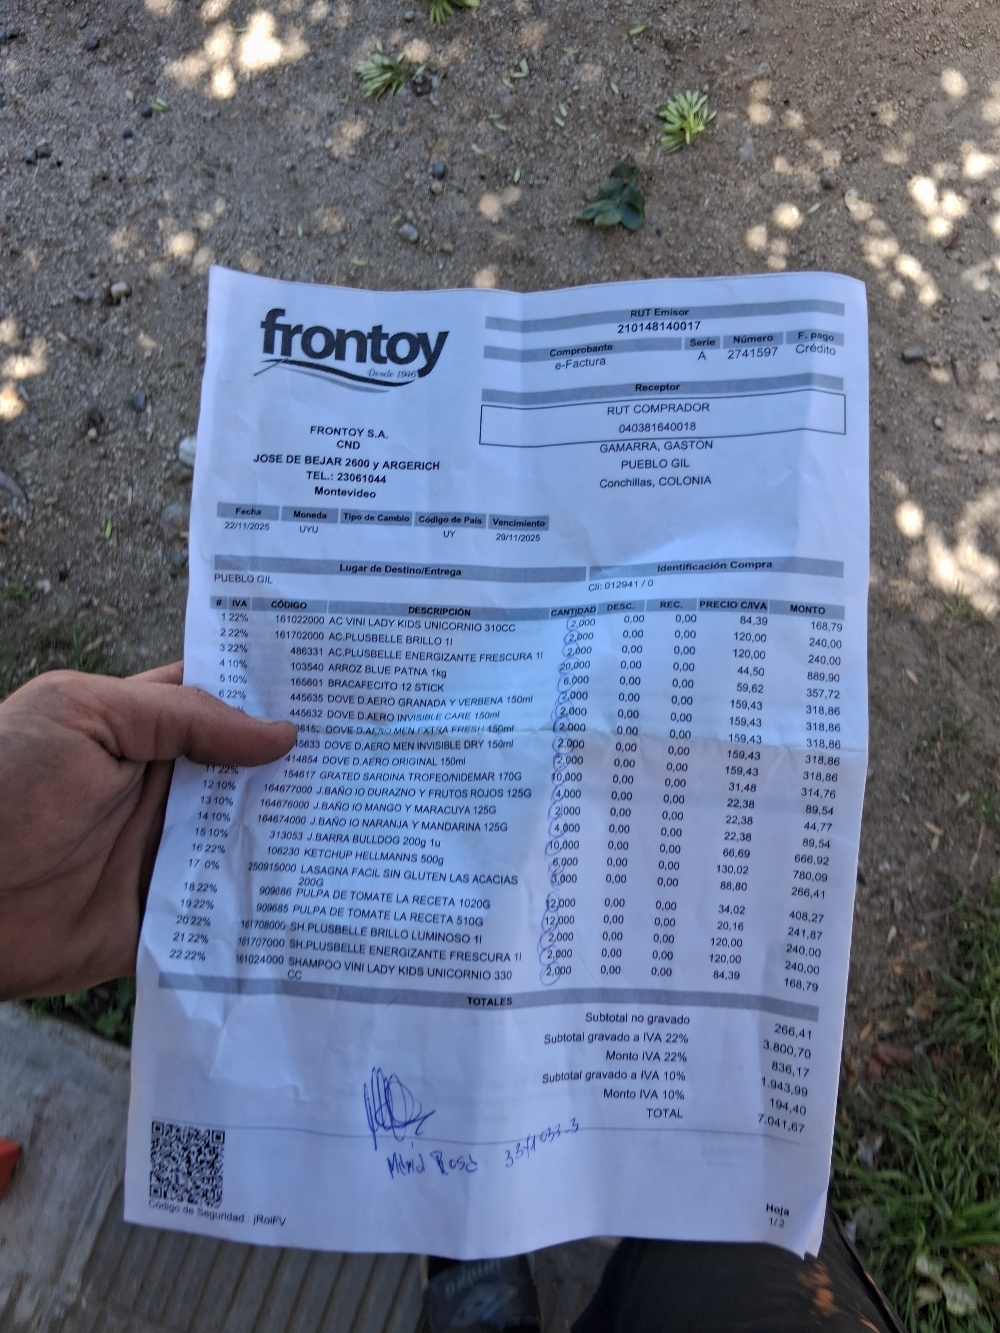 frontoy
Desde 1946
FRONTOY S.A.
CND
JOSE DE BEJAR 2600 y ARGERICH
TEL.: 23061044
Montevideo
RUT Emisor
210148140017
Comprobante Serie Número F. pago
e-Factura A 2741597 Crédito
Receptor
RUT COMPRADOR
040381640018
GAMARRA, GASTON
PUEBLO GIL
Conchillas, COLONIA
Fecha Moneda Tipo de Cambio Código de País Vencimiento
22/11/2025 UYU UY 29/11/2025
Lugar de Destino/Entrega Identificación Compra
PUEBLO GIL Cli: 012941 / 0
# IVA CÓDIGO DESCRIPCIÓN CANTIDAD DESC. REC. PRECIO C/IVA MONTO
1 22% 161022000 AC VINI LADY KIDS UNICORNIO 310CC 2,000 0,00 0,00 84,39 168,79
2 22% 161702000 AC.PLUSBELLE BRILLO 1l 2,000 0,00 0,00 120,00 240,00
3 22% 486331 AC.PLUSBELLE ENERGIZANTE FRESCURA 1l 2,000 0,00 0,00 120,00 240,00
4 10% 103540 ARROZ BLUE PATNA 1kg 20,000 0,00 0,00 44,50 889,90
5 10% 165601 BRACAFECITO 12 STICK 6,000 0,00 0,00 59,62 357,72
6 22% 445635 DOVE D.AERO GRANADA Y VERBENA 150ml 2,000 0,00 0,00 159,43 318,86
445632 DOVE D.AERO INVISIBLE CARE 150ml 2,000 0,00 0,00 159,43 318,86
DOVE D.AERO MEN EXTRA FRESH 150ml 2,000 0,00 0,00 159,43 318,86
DOVE D.AERO MEN INVISIBLE DRY 150ml 2,000 0,00 0,00 159,43 318,86
414854 DOVE D.AERO ORIGINAL 150ml 2,000 0,00 0,00 159,43 318,86
11 22% 154617 GRATED SARDINA TROFEO/NIDEMAR 170G 10,000 0,00 0,00 31,48 314,76
12 10% 164677000 J.BAÑO IO DURAZNO Y FRUTOS ROJOS 125G 4,000 0,00 0,00 22,38 89,54
13 10% 164676000 J.BAÑO IO MANGO Y MARACUYA 125G 2,000 0,00 0,00 22,38 44,77
14 10% 164674000 J.BAÑO IO NARANJA Y MANDARINA 125G 4,000 0,00 0,00 22,38 89,54
15 10% 313053 J.BARRA BULLDOG 200g 1u 10,000 0,00 0,00 66,69 666,92
16 22% 106230 KETCHUP HELLMANNS 500g 6,000 0,00 0,00 130,02 780,09
17 0% 250915000 LASAGNA FACIL SIN GLUTEN LAS ACACIAS 3,000 0,00 0,00 88,80 266,41
200G
18 22% 909686 PULPA DE TOMATE LA RECETA 1020G 12,000 0,00 0,00 34,02 408,27
19 22% 909685 PULPA DE TOMATE LA RECETA 510G 12,000 0,00 0,00 20,16 241,87
20 22% 161708000 SH.PLUSBELLE BRILLO LUMINOSO 1l 2,000 0,00 0,00 120,00 240,00
21 22% 161707000 SH.PLUSBELLE ENERGIZANTE FRESCURA 1l 2,000 0,00 0,00 120,00 240,00
22 22% 161024000 SHAMPOO VINI LADY KIDS UNICORNIO 330 2,000 0,00 0,00 84,39 168,79
CC
TOTALES
Subtotal no gravado 266,41
Subtotal gravado a IVA 22% 3.800,70
Monto IVA 22% 836,17
Subtotal gravado a IVA 10% 1.943,99
Monto IVA 10% 194,40
TOTAL 7.041,67
Rosa
Código de Seguridad : jRoiFV
Hoja
1/2